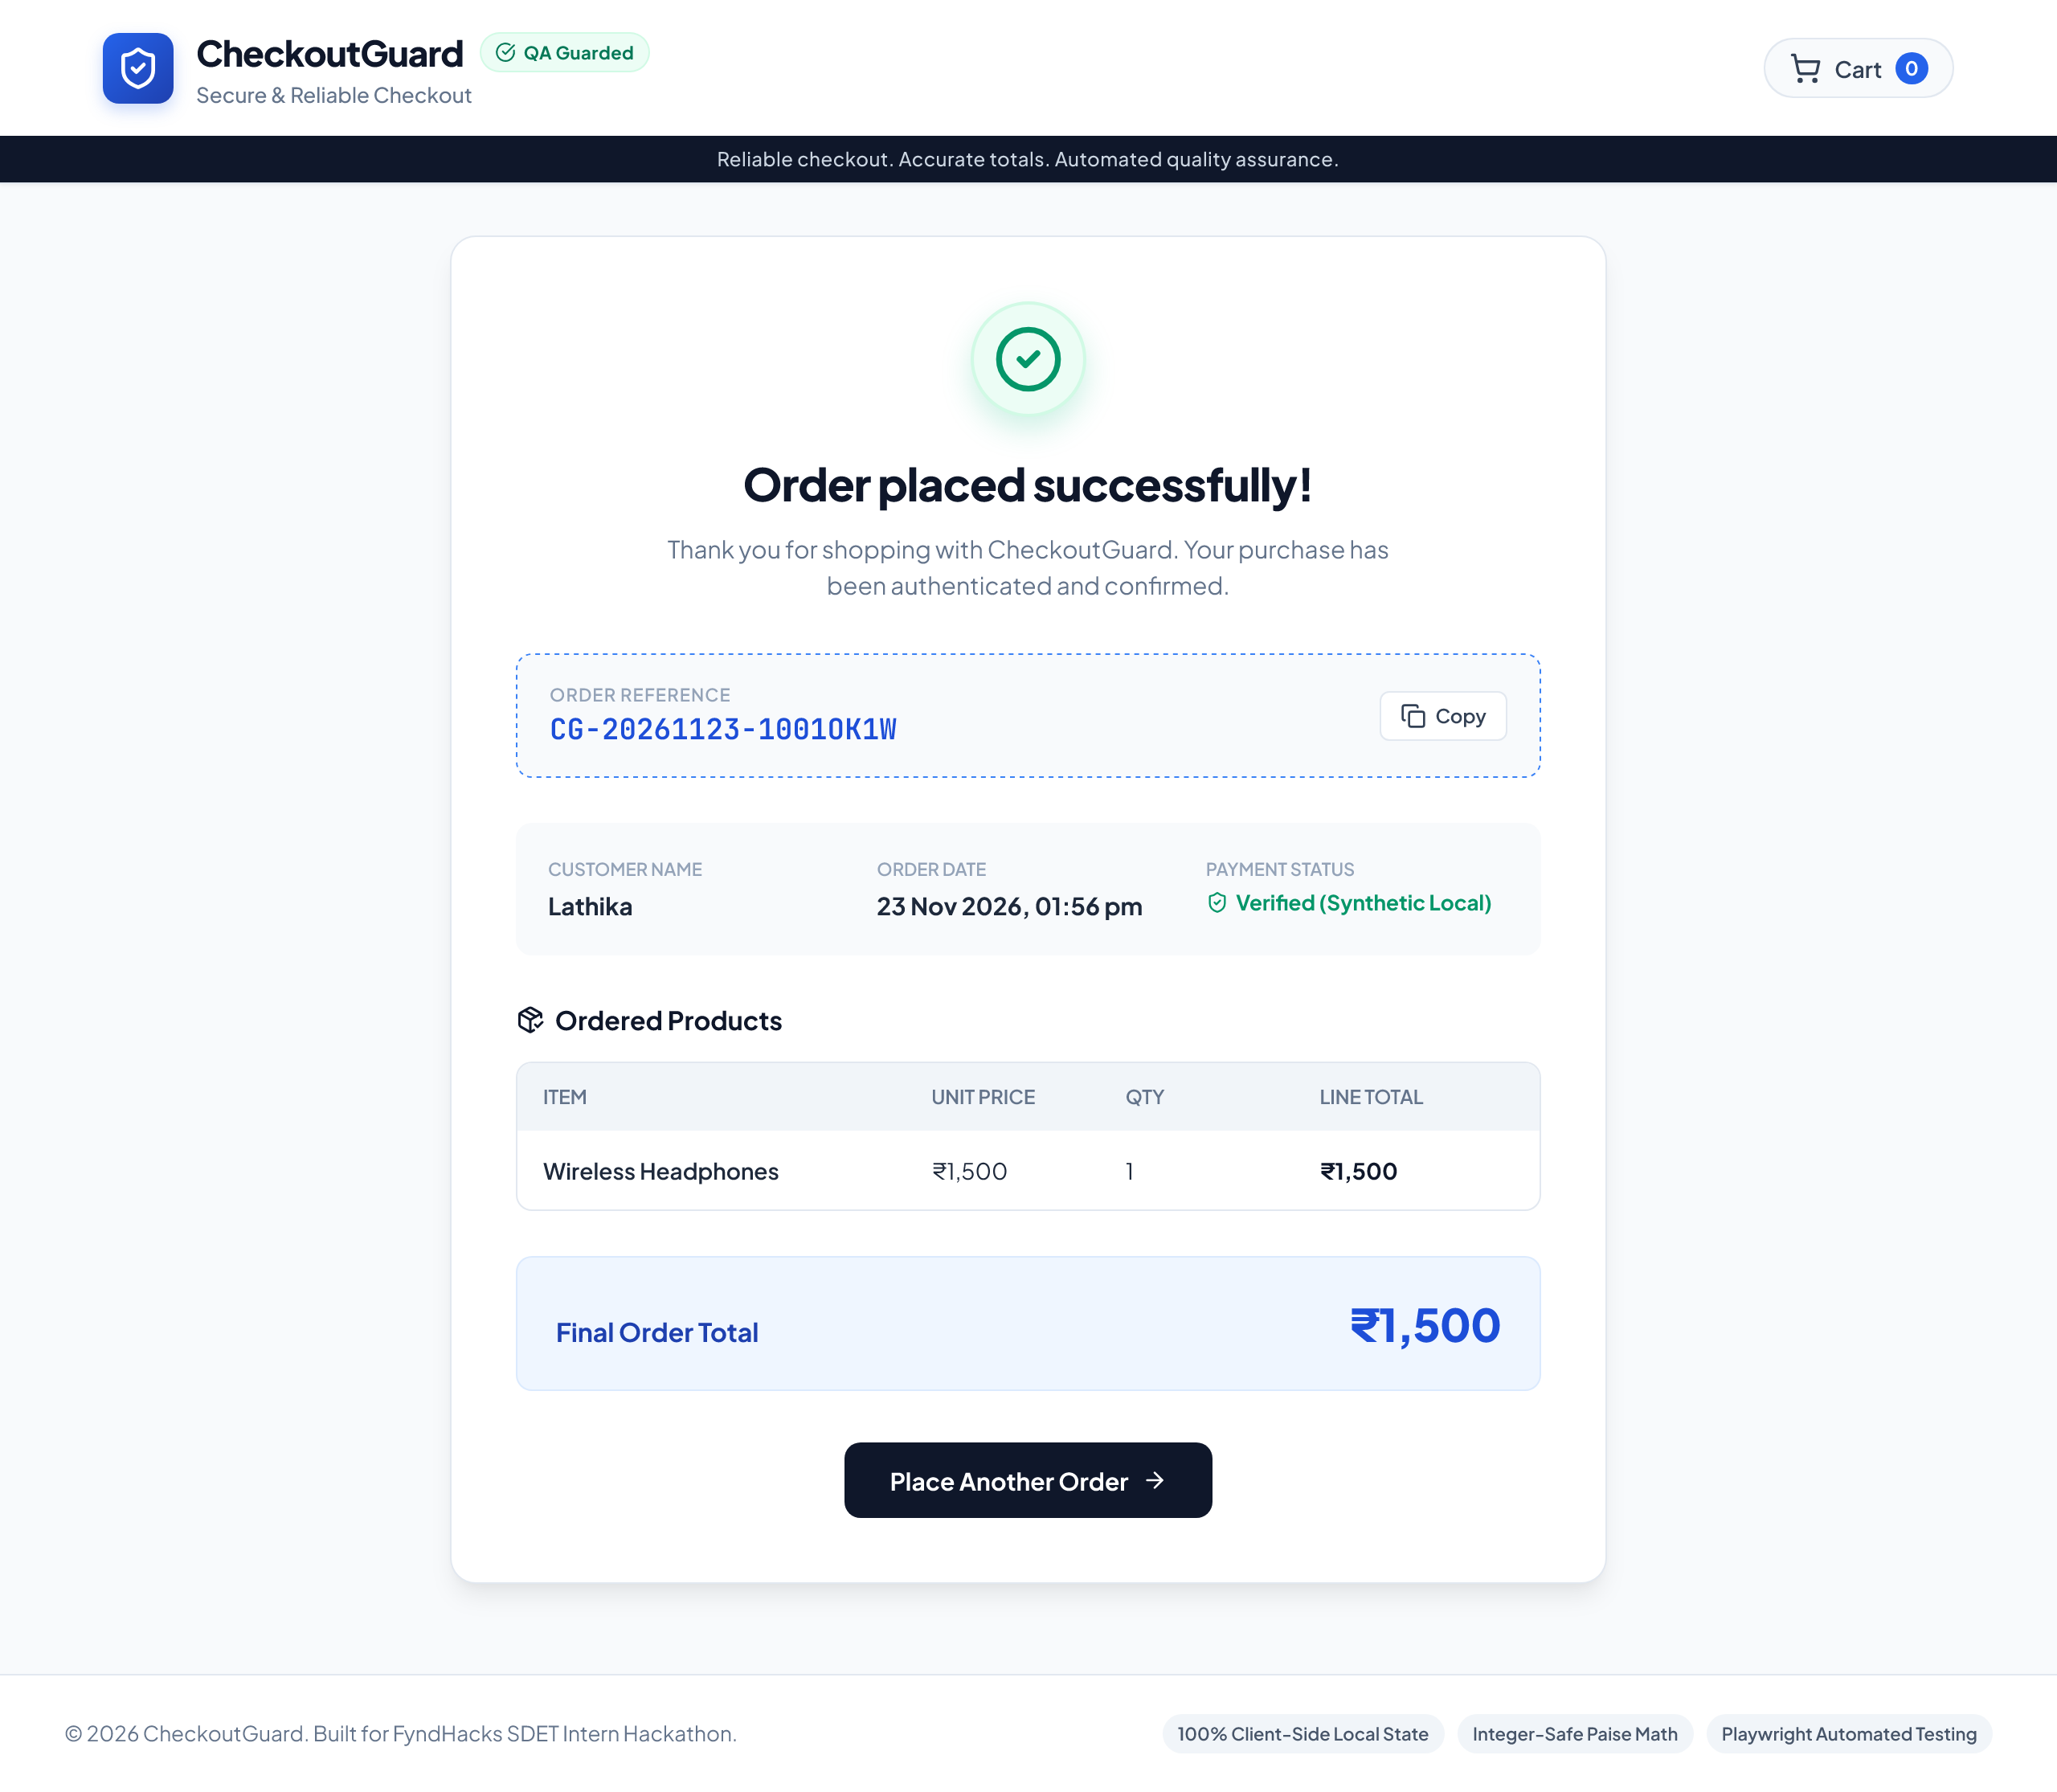 CheckoutGuard
QA Guarded
Secure & Reliable Checkout
Cart 0
Reliable checkout. Accurate totals. Automated quality assurance.
Order placed successfully!
Thank you for shopping with CheckoutGuard. Your purchase has
been authenticated and confirmed.
ORDER REFERENCE
CG-20261123-1001OK1W
Copy
CUSTOMER NAME
Lathika
ORDER DATE
23 Nov 2026, 01:56 pm
PAYMENT STATUS
Verified (Synthetic Local)
Ordered Products
ITEM UNIT PRICE QTY LINE TOTAL
Wireless Headphones ₹1,500 1 ₹1,500
Final Order Total ₹1,500
Place Another Order →
© 2026 CheckoutGuard. Built for FyndHacks SDET Intern Hackathon.
100% Client-Side Local State
Integer-Safe Paise Math
Playwright Automated Testing